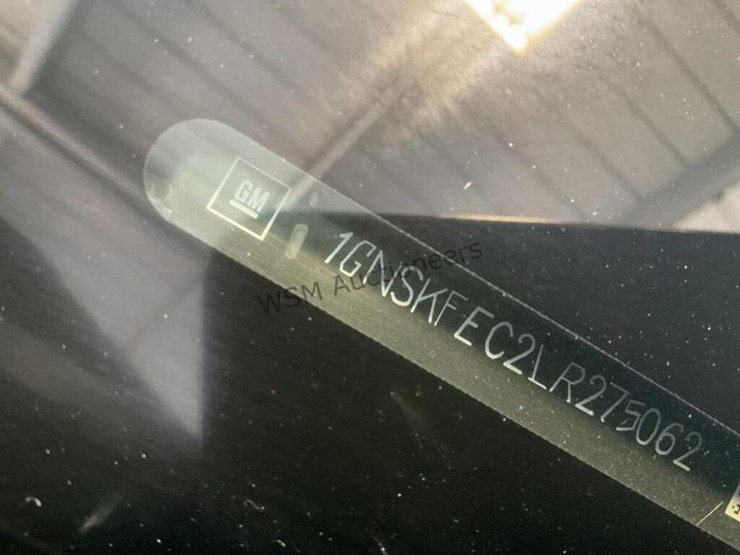 GM
1GNSKFEC2LR275062
WSM Auctioneers